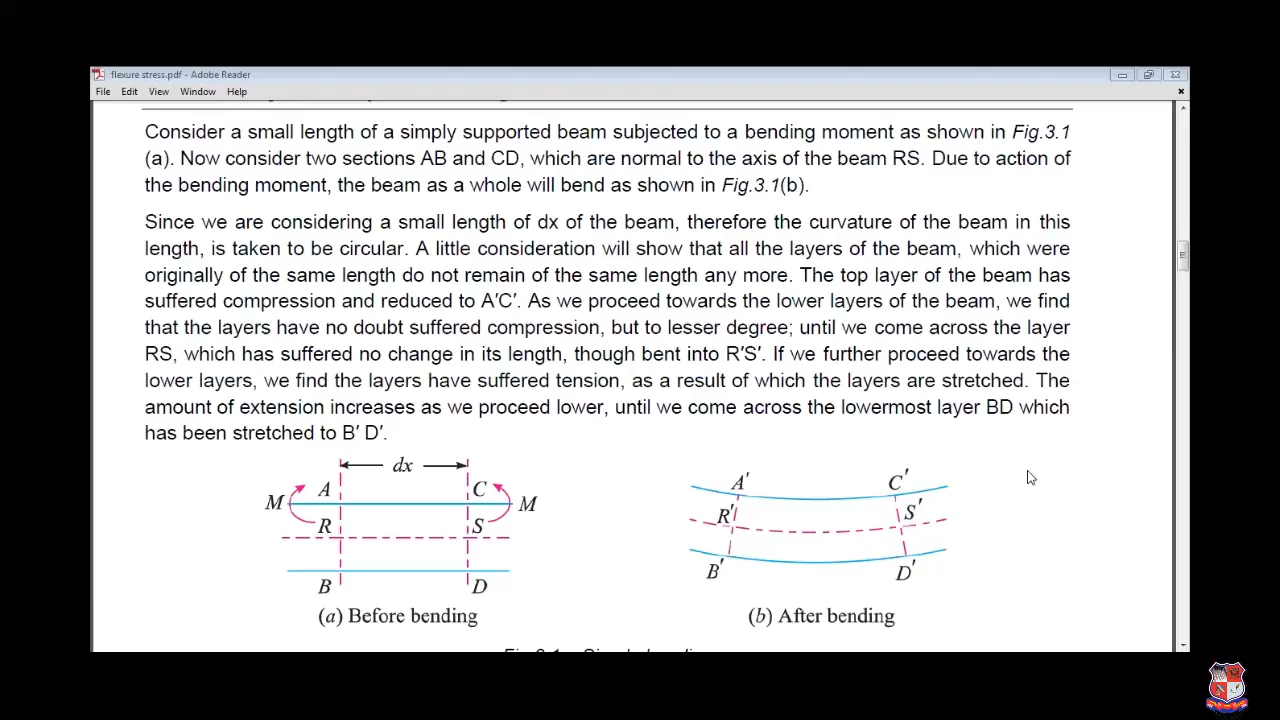 flexure stress.pdf - Adobe Reader
File Edit View Window Help
Consider a small length of a simply supported beam subjected to a bending moment as shown in Fig.3.1
(a). Now consider two sections AB and CD, which are normal to the axis of the beam RS. Due to action of
the bending moment, the beam as a whole will bend as shown in Fig.3.1(b).
Since we are considering a small length of dx of the beam, therefore the curvature of the beam in this
length, is taken to be circular. A little consideration will show that all the layers of the beam, which were
originally of the same length do not remain of the same length any more. The top layer of the beam has
suffered compression and reduced to A′C′. As we proceed towards the lower layers of the beam, we find
that the layers have no doubt suffered compression, but to lesser degree; until we come across the layer
RS, which has suffered no change in its length, though bent into R′S′. If we further proceed towards the
lower layers, we find the layers have suffered tension, as a result of which the layers are stretched. The
amount of extension increases as we proceed lower, until we come across the lowermost layer BD which
has been stretched to B′ D′.
dx
M A C M
R S
B D
(a) Before bending
A′ C′
R′ S′
B′ D′
(b) After bending